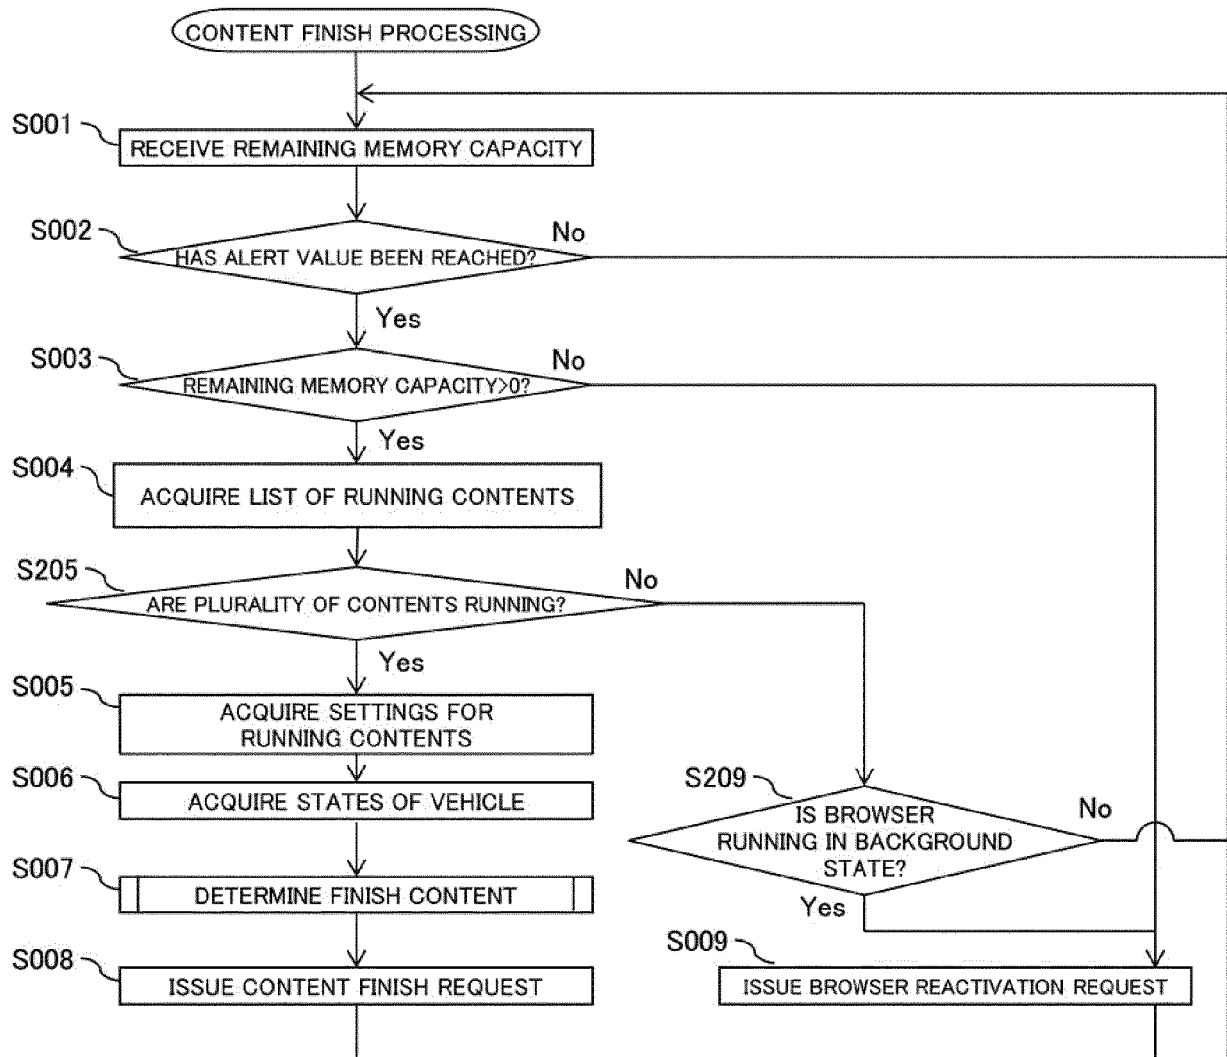 CONTENT FINISH PROCESSING
S001
RECEIVE REMAINING MEMORY CAPACITY
S002
HAS ALERT VALUE BEEN REACHED?
No
Yes
S003
REMAINING MEMORY CAPACITY>0?
No
Yes
S004
ACQUIRE LIST OF RUNNING CONTENTS
S205
ARE PLURALITY OF CONTENTS RUNNING?
No
Yes
S005
ACQUIRE SETTINGS FOR
RUNNING CONTENTS
S006
ACQUIRE STATES OF VEHICLE
S209
IS BROWSER
RUNNING IN BACKGROUND
STATE?
No
Yes
S007
DETERMINE FINISH CONTENT
S008
ISSUE CONTENT FINISH REQUEST
S009
ISSUE BROWSER REACTIVATION REQUEST